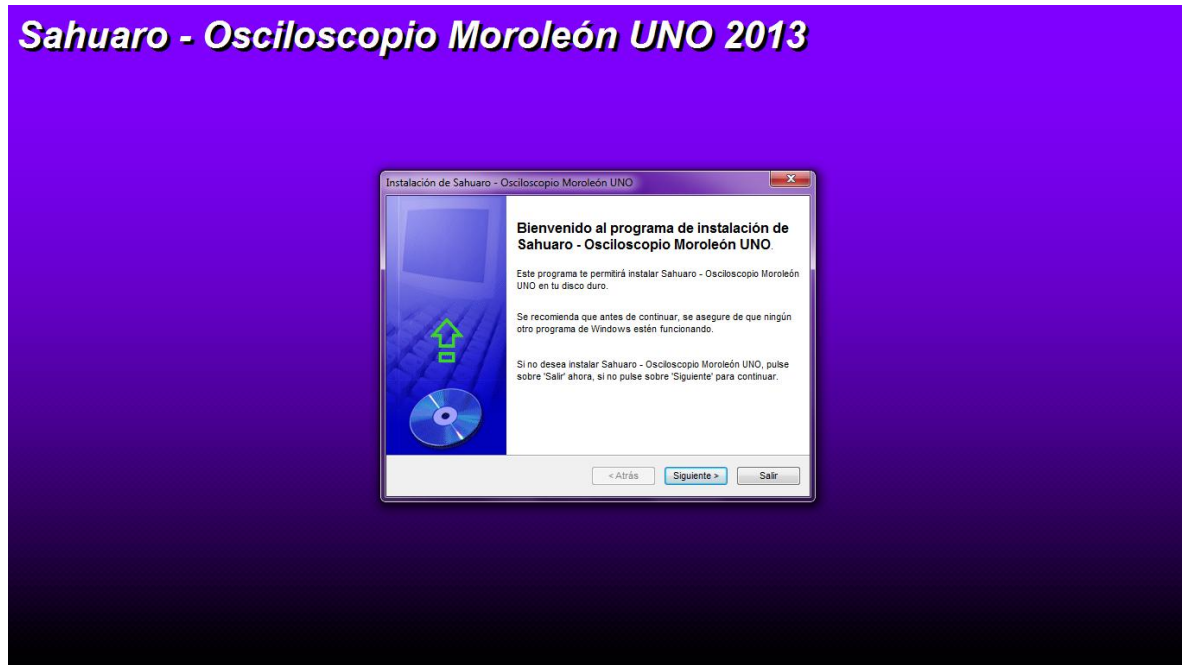 Sahuaro - Osciloscopio Moroleón UNO 2013
Instalación de Sahuaro - Osciloscopio Moroleón UNO
Bienvenido al programa de instalación de
Sahuaro - Osciloscopio Moroleón UNO.
Este programa te permitirá instalar Sahuaro - Osciloscopio Moroleón
UNO en tu disco duro.
Se recomienda que antes de continuar, se asegure de que ningún
otro programa de Windows estén funcionando.
Si no desea instalar Sahuaro - Osciloscopio Moroleón UNO, pulse
sobre 'Salir' ahora, si no pulse sobre 'Siguiente' para continuar.
< Atrás Siguiente > Salir